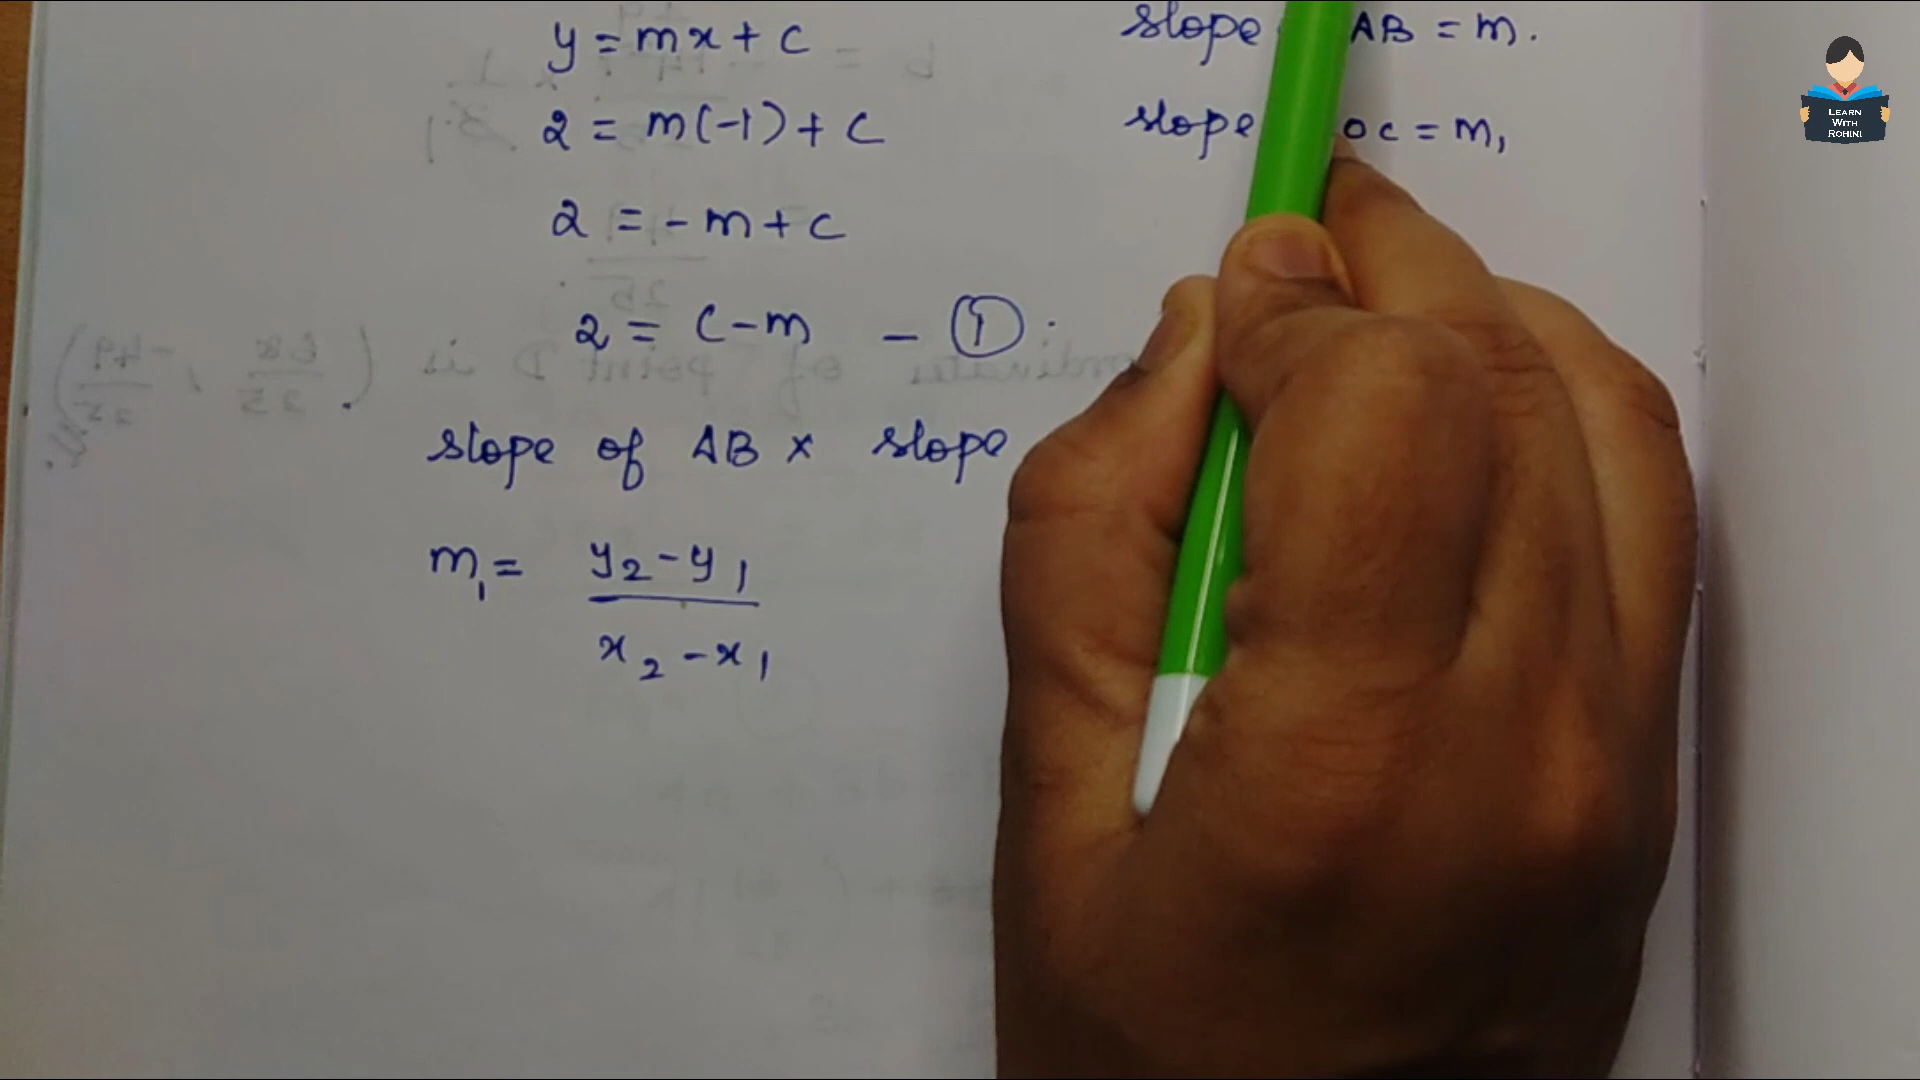 y = mx + c
slope AB = m.
2 = m(-1) + c
slope oc = m₁
2 = -m + c
2 = c - m - ①.
slope of AB x slope
m₁ = y₂ - y₁
x₂ - x₁
LEARN
WITH
ROHINI